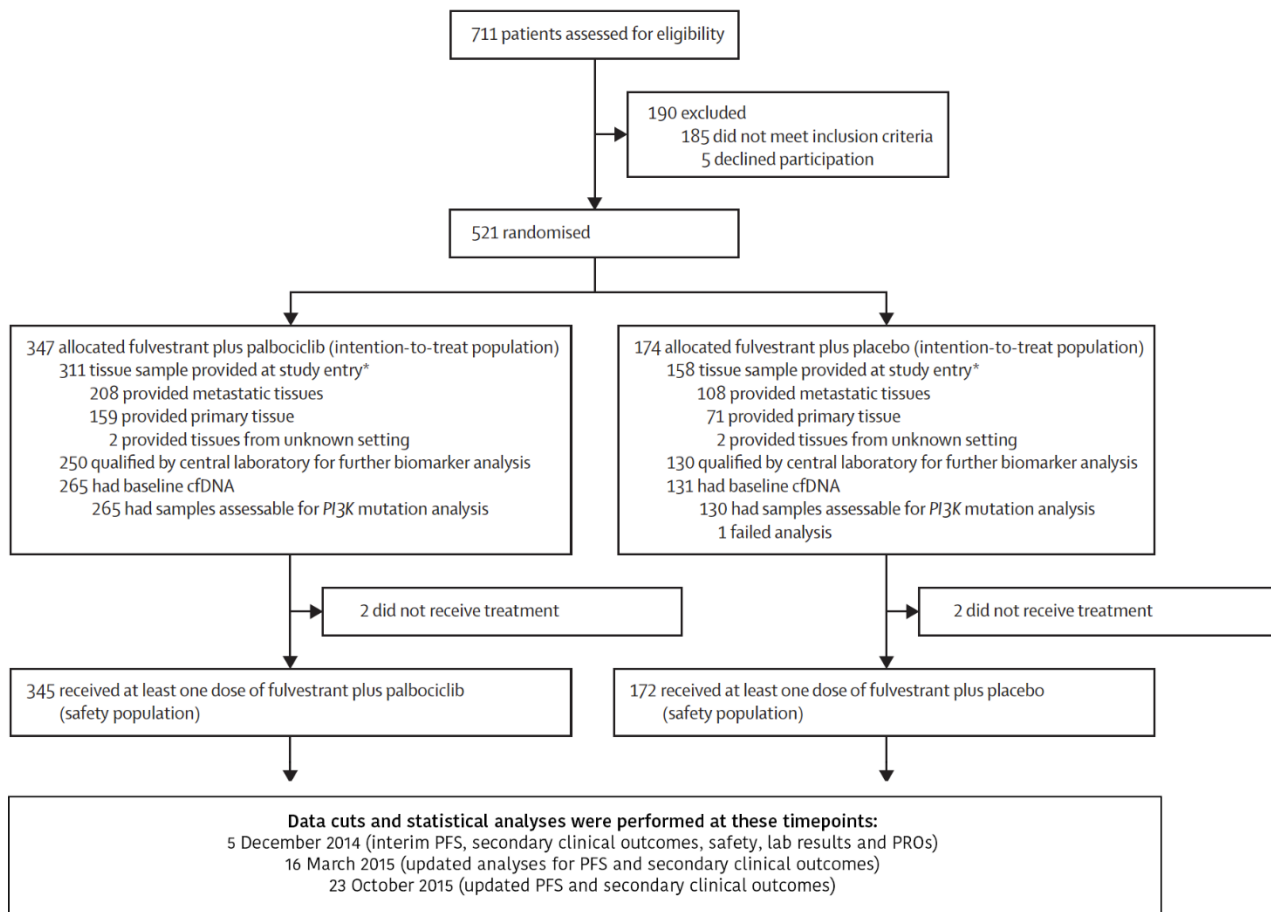 711 patients assessed for eligibility
190 excluded
185 did not meet inclusion criteria
5 declined participation
521 randomised
347 allocated fulvestrant plus palbociclib (intention-to-treat population)
311 tissue sample provided at study entry*
208 provided metastatic tissues
159 provided primary tissue
2 provided tissues from unknown setting
250 qualified by central laboratory for further biomarker analysis
265 had baseline cfDNA
265 had samples assessable for PI3K mutation analysis
174 allocated fulvestrant plus placebo (intention-to-treat population)
158 tissue sample provided at study entry*
108 provided metastatic tissues
71 provided primary tissue
2 provided tissues from unknown setting
130 qualified by central laboratory for further biomarker analysis
131 had baseline cfDNA
130 had samples assessable for PI3K mutation analysis
1 failed analysis
2 did not receive treatment
2 did not receive treatment
345 received at least one dose of fulvestrant plus palbociclib
(safety population)
172 received at least one dose of fulvestrant plus placebo
(safety population)
Data cuts and statistical analyses were performed at these timepoints:
5 December 2014 (interim PFS, secondary clinical outcomes, safety, lab results and PROs)
16 March 2015 (updated analyses for PFS and secondary clinical outcomes)
23 October 2015 (updated PFS and secondary clinical outcomes)